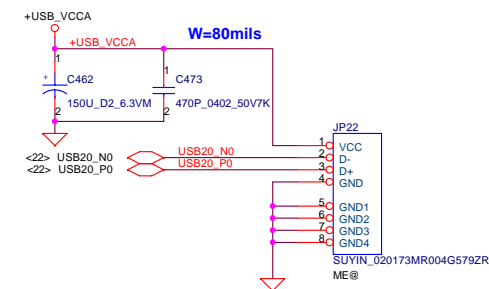 +USB_VCCA
+USB_VCCA
W=80mils
1
+
C462
150U_D2_6.3VM
2
1
C473
470P_0402_50V7K
2
<22> USB20_N0
USB20_N0
<22> USB20_P0
USB20_P0
JP22
1 VCC
2 D-
3 D+
4 GND
5 GND1
6 GND2
7 GND3
8 GND4
SUYIN_020173MR004G579ZR
ME@